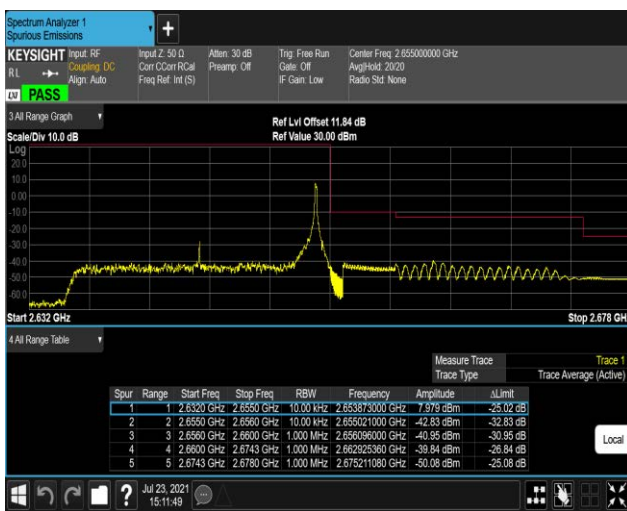 Spectrum Analyzer 1
Spurious Emissions
KEYSIGHT Input: RF Input Z: 50 Ω Atten: 30 dB Trig: Free Run Center Freq: 2.655000000 GHz
RL Coupling: DC Corr CCorr RCal Preamp: Off Gate: Off Avg|Hold: 20/20
Align: Auto Freq Ref: Int (S) IF Gain: Low Radio Std: None
LXI PASS
3 All Range Graph
Ref Lvl Offset 11.84 dB
Scale/Div 10.0 dB Ref Value 30.00 dBm
Log
20.0
10.0
0.00
-10.0
-20.0
-30.0
-40.0
-50.0
-60.0
Start 2.632 GHz Stop 2.678 GH
4 All Range Table
Measure Trace Trace 1
Trace Type Trace Average (Active)
Spur Range Start Freq Stop Freq RBW Frequency Amplitude ΔLimit
1 1 2.6320 GHz 2.6550 GHz 10.00 kHz 2.653873000 GHz 7.979 dBm -25.02 dB
2 2 2.6550 GHz 2.6560 GHz 10.00 kHz 2.655021000 GHz -42.83 dBm -32.83 dB
3 3 2.6560 GHz 2.6600 GHz 1.000 MHz 2.656096000 GHz -40.95 dBm -30.95 dB
4 4 2.6600 GHz 2.6743 GHz 1.000 MHz 2.662925360 GHz -39.84 dBm -26.84 dB
5 5 2.6743 GHz 2.6780 GHz 1.000 MHz 2.675211080 GHz -50.08 dBm -25.08 dB
Local
Jul 23, 2021
15:11:49